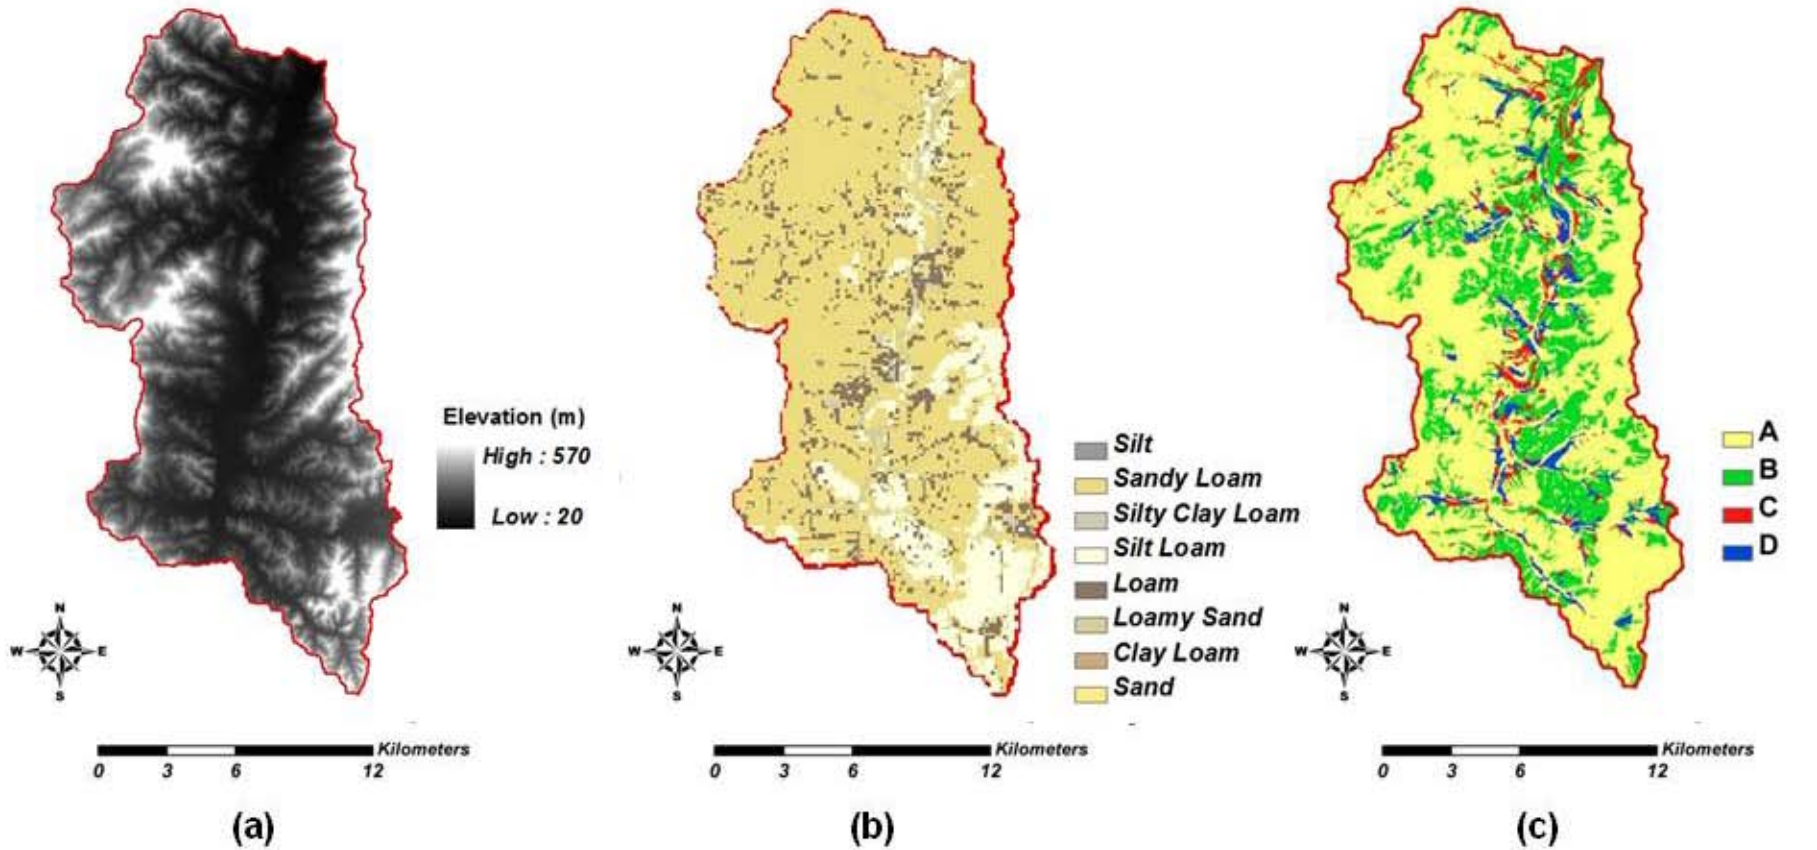 Elevation (m)
High : 570
Low : 20
N
W E
S
Kilometers
0 3 6 12
(a)
Silt
Sandy Loam
Silty Clay Loam
Silt Loam
Loam
Loamy Sand
Clay Loam
Sand
N
W E
S
Kilometers
0 3 6 12
(b)
A
B
C
D
N
W E
S
Kilometers
0 3 6 12
(c)